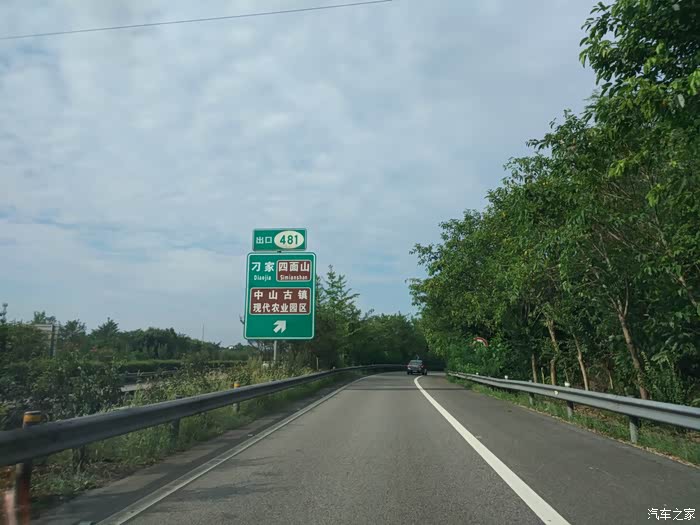 出口 481
刁家 四面山
Diaojia Simianshan
中山古镇
现代农业园区
汽车之家